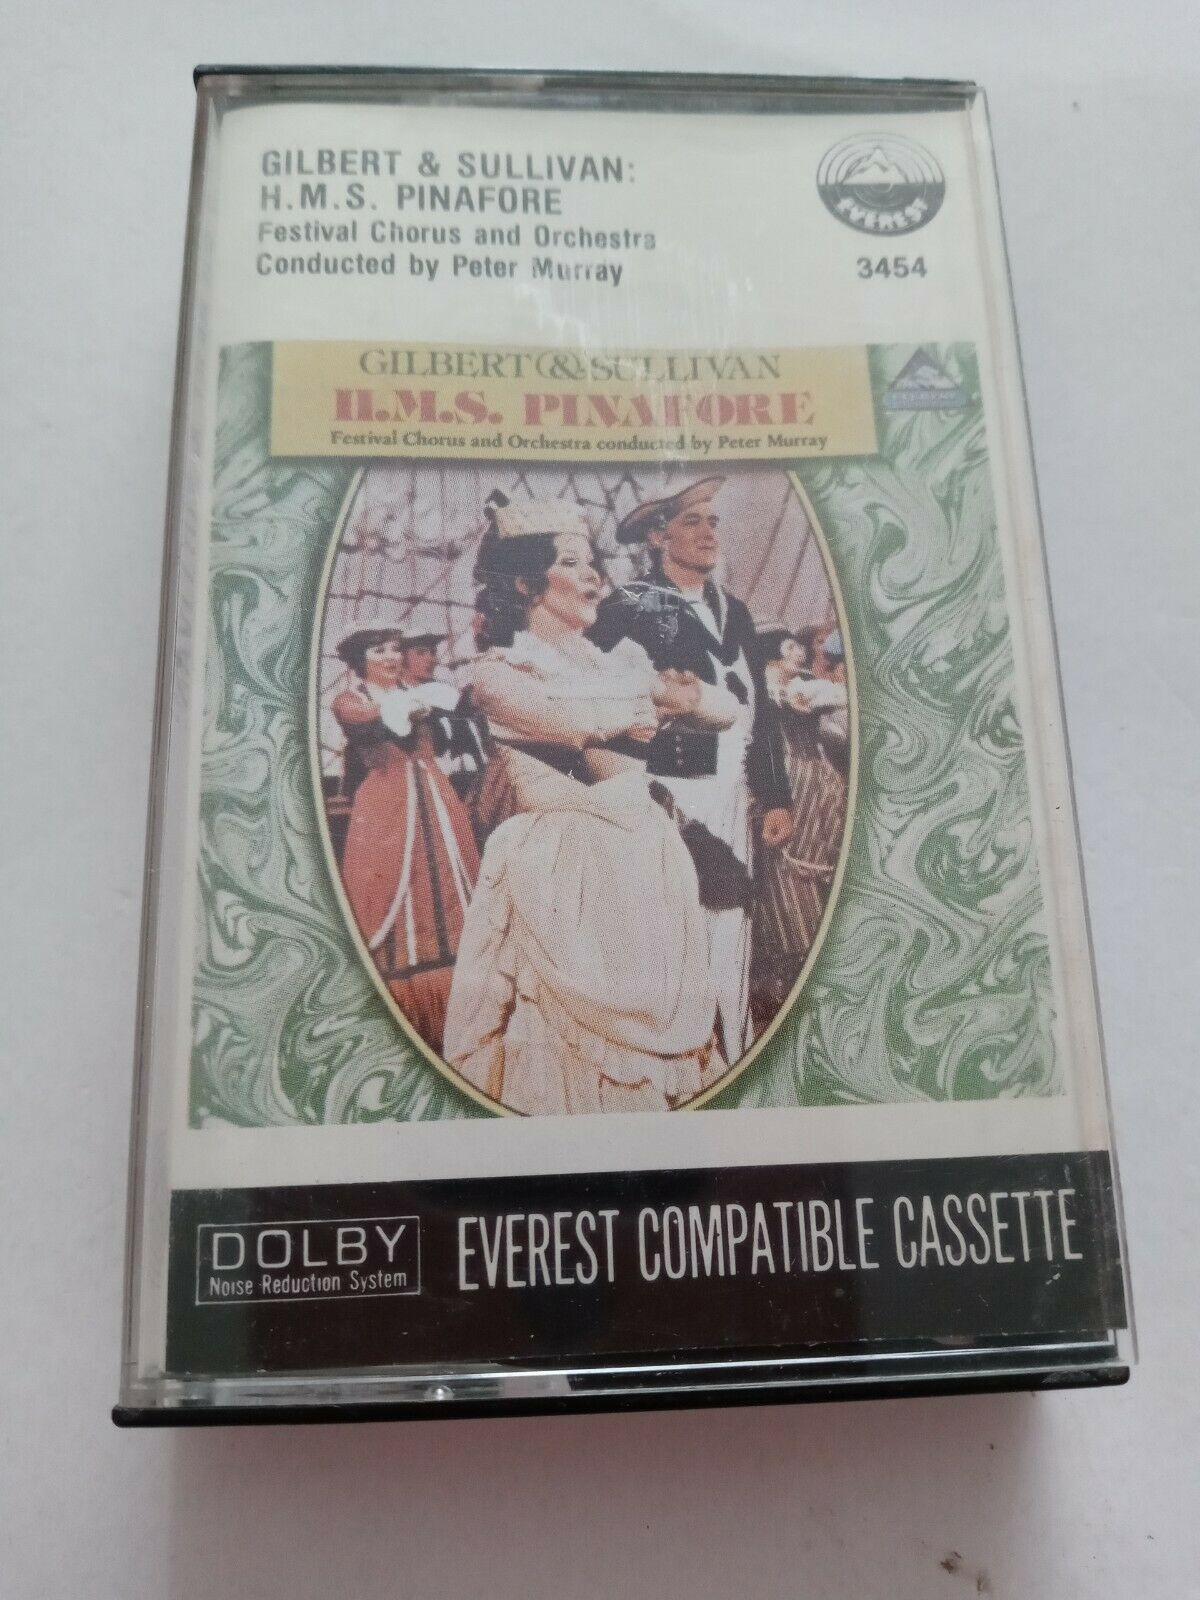 GILBERT & SULLIVAN:
H.M.S. PINAFORE
Festival Chorus and Orchestra
Conducted by Peter Murray
EVEREST
3454
GILBERT & SULLIVAN
H.M.S. PINAFORE
Festival Chorus and Orchestra conducted by Peter Murray
EVEREST
DOLBY
Noise Reduction System
EVEREST COMPATIBLE CASSETTE